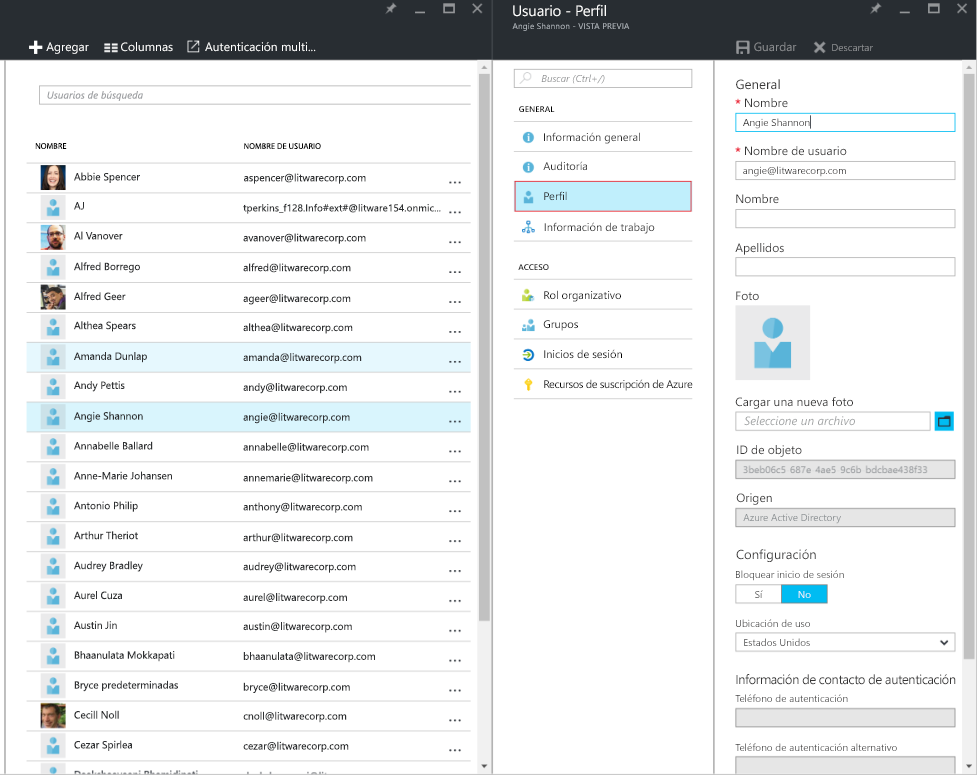 Agregar Columnas Autenticación multi...
Usuarios de búsqueda
NOMBRE NOMBRE DE USUARIO
Abbie Spencer aspencer@litwarecorp.com ...
AJ tperkins_f128.Info#ext#@litware154.onmic... ...
Al Vanover avanover@litwarecorp.com ...
Alfred Borrego alfred@litwarecorp.com ...
Alfred Geer ageer@litwarecorp.com ...
Althea Spears althea@litwarecorp.com ...
Amanda Dunlap amanda@litwarecorp.com ...
Andy Pettis andy@litwarecorp.com ...
Angie Shannon angie@litwarecorp.com ...
Annabelle Ballard annabelle@litwarecorp.com ...
Anne-Marie Johansen annemarie@litwarecorp.com ...
Antonio Philip anthony@litwarecorp.com ...
Arthur Theriot arthur@litwarecorp.com ...
Audrey Bradley audrey@litwarecorp.com ...
Aurel Cuza aurel@litwarecorp.com ...
Austin Jin austin@litwarecorp.com ...
Bhaanulata Mokkapati bhaanulata@litwarecorp.com ...
Bryce predeterminadas bryce@litwarecorp.com ...
Cecill Noll cnoll@litwarecorp.com ...
Cezar Spirlea cezar@litwarecorp.com ...
Usuario - Perfil
Angie Shannon - VISTA PREVIA
Guardar Descartar
Buscar (Ctrl+/)
GENERAL
Información general
Auditoría
Perfil
Información de trabajo
ACCESO
Rol organizativo
Grupos
Inicios de sesión
Recursos de suscripción de Azure
General
* Nombre
Angie Shannon
* Nombre de usuario
angie@litwarecorp.com
Nombre
Apellidos
Foto
Cargar una nueva foto
Seleccione un archivo
ID de objeto
3beb06c5 687e 4ae5 9c6b bdcbae438f33
Origen
Azure Active Directory
Configuración
Bloquear inicio de sesión
Sí No
Ubicación de uso
Estados Unidos
Información de contacto de autenticación
Teléfono de autenticación
Teléfono de autenticación alternativo